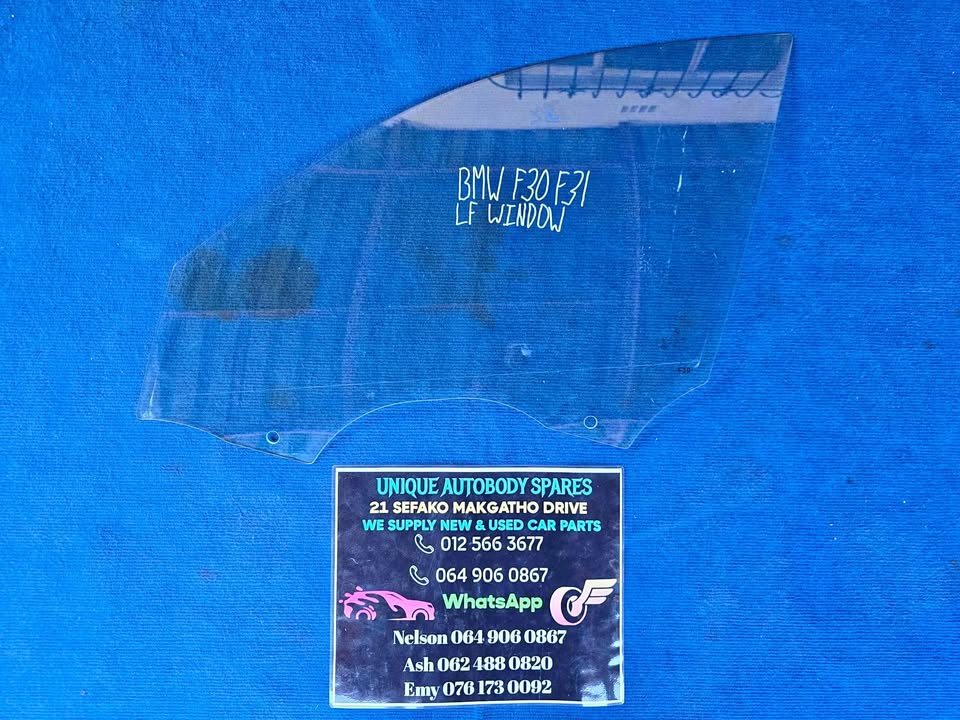 BMW F30 F31
LF WINDOW
UNIQUE AUTOBODY SPARES
21 SEFAKO MAKGATHO DRIVE
WE SUPPLY NEW & USED CAR PARTS
012 566 3677
064 906 0867
WhatsApp
Nelson 064 906 0867
Ash 062 488 0820
Emy 076 173 0092